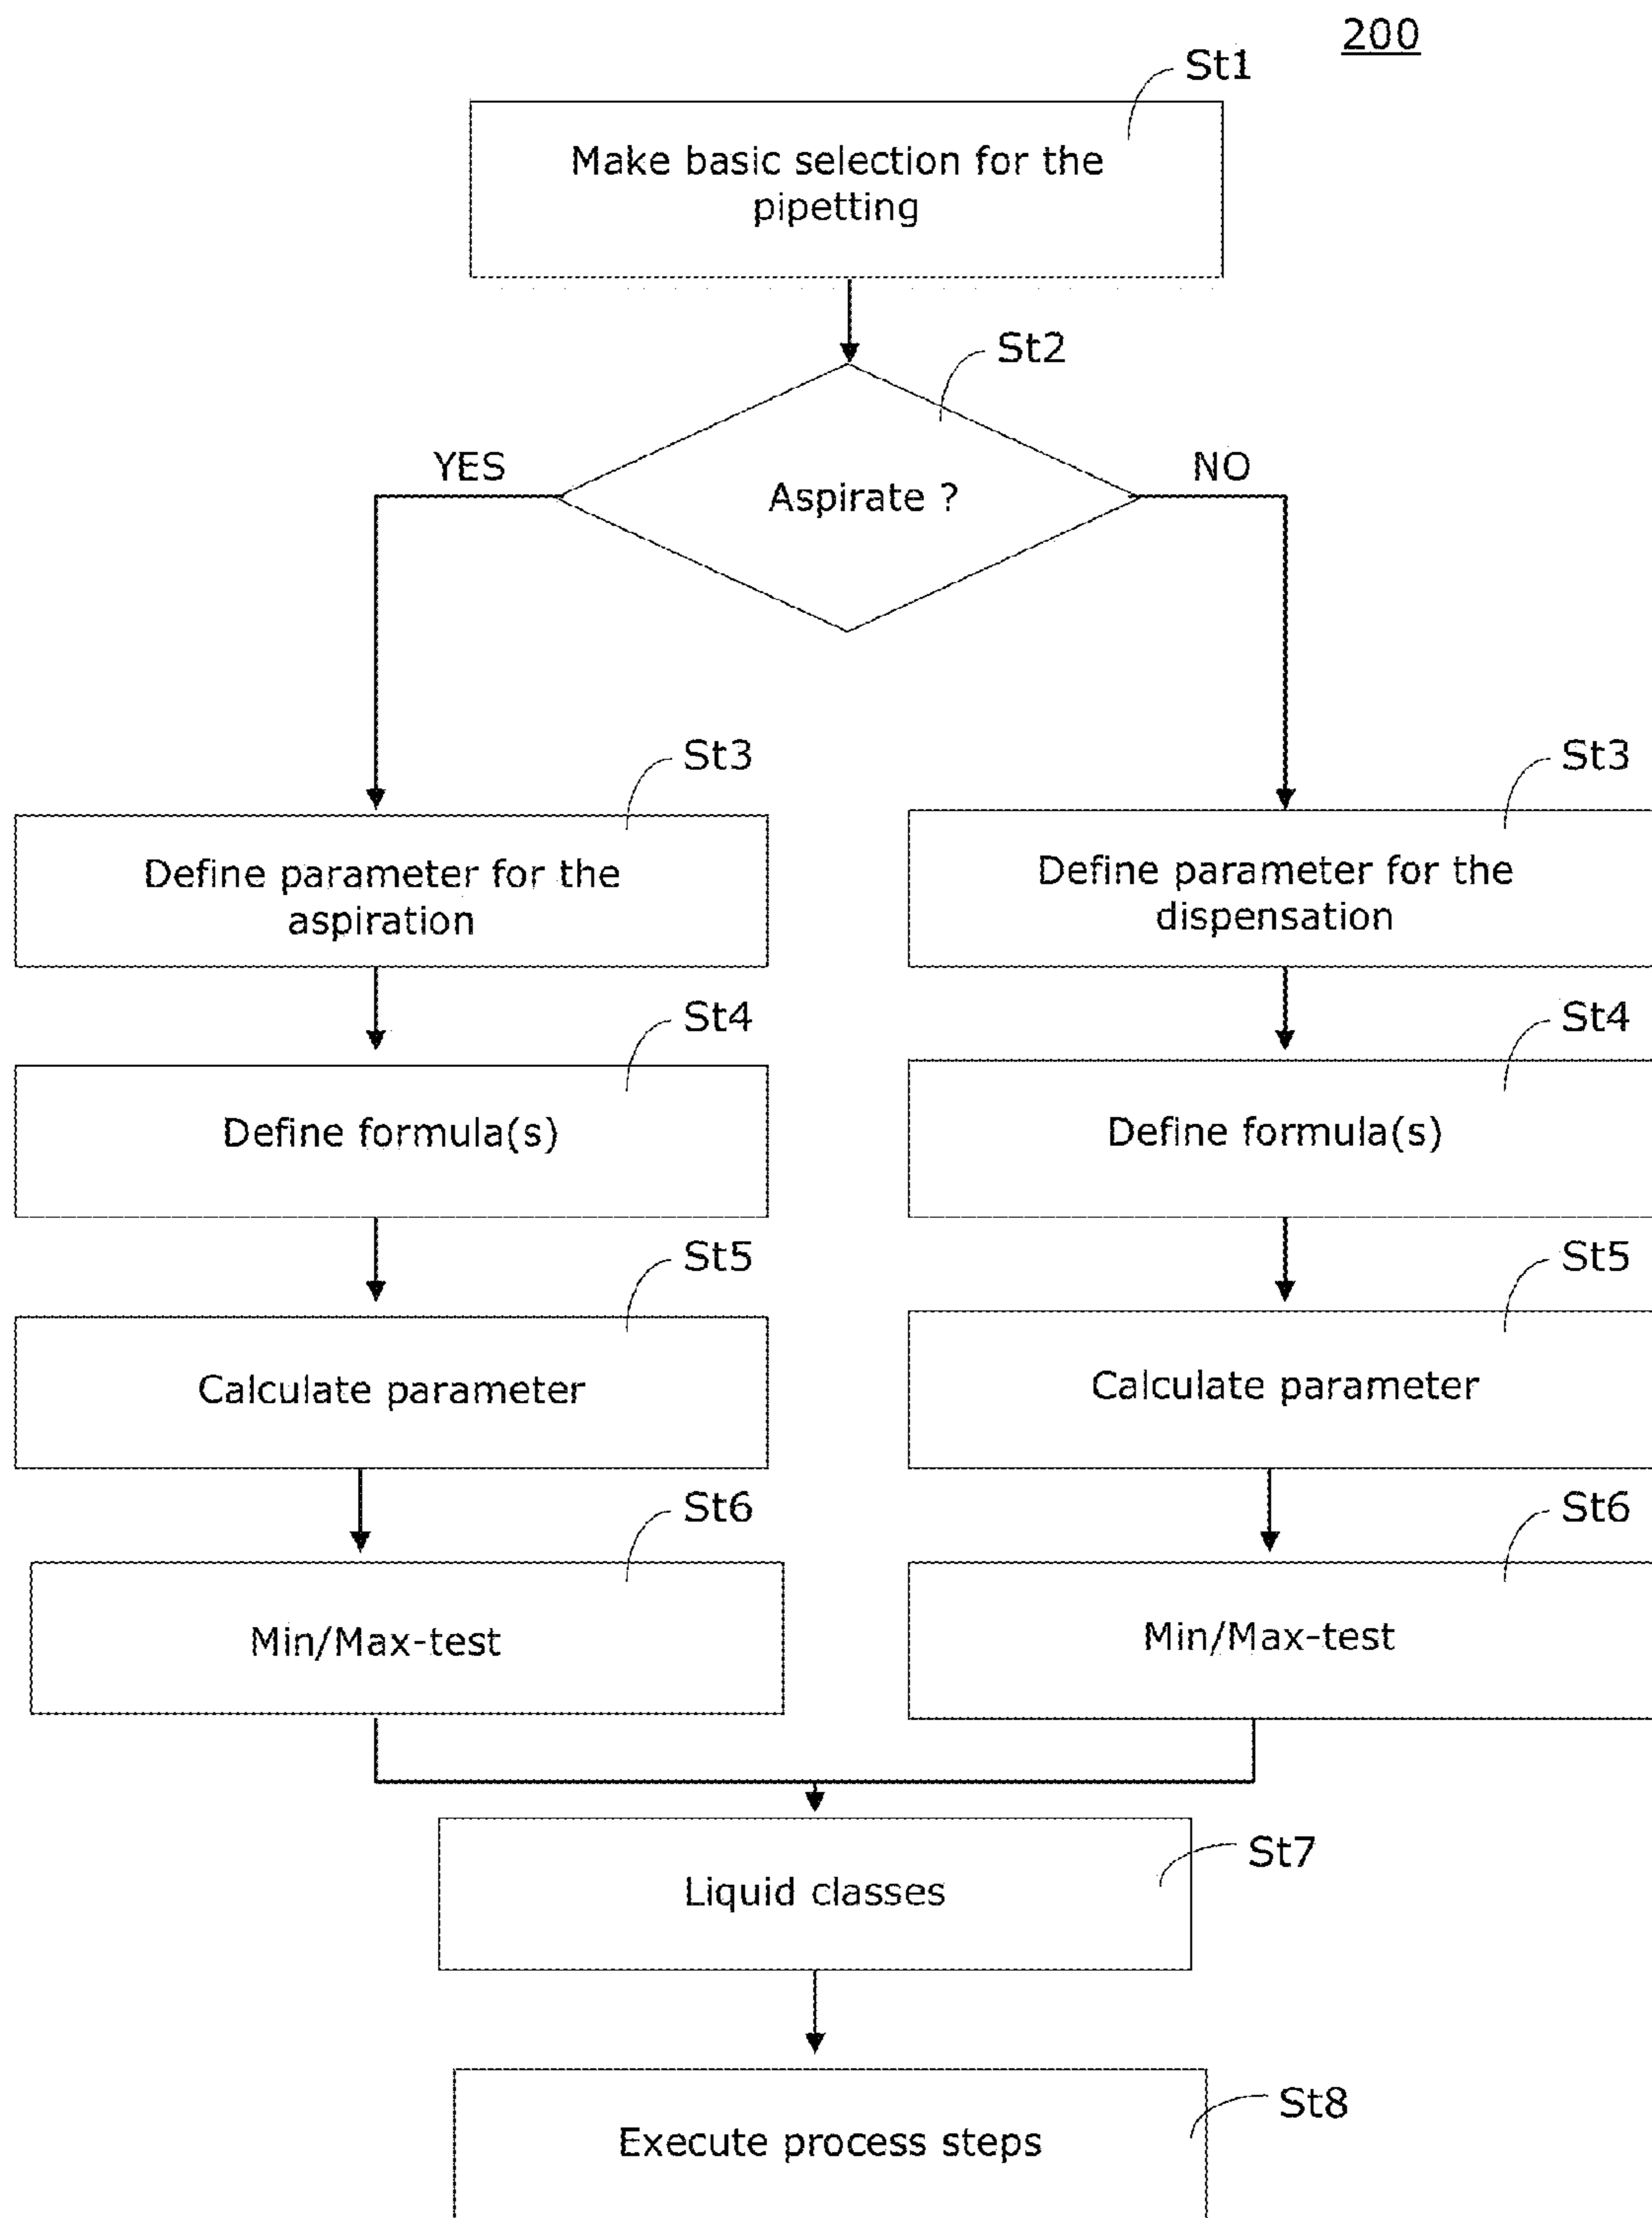 200
St1
Make basic selection for the
pipetting
St2
YES
NO
Aspirate ?
St3
St3
Define parameter for the
aspiration
Define parameter for the
dispensation
St4
St4
Define formula(s)
Define formula(s)
St5
St5
Calculate parameter
Calculate parameter
St6
St6
Min/Max-test
Min/Max-test
St7
Liquid classes
St8
Execute process steps